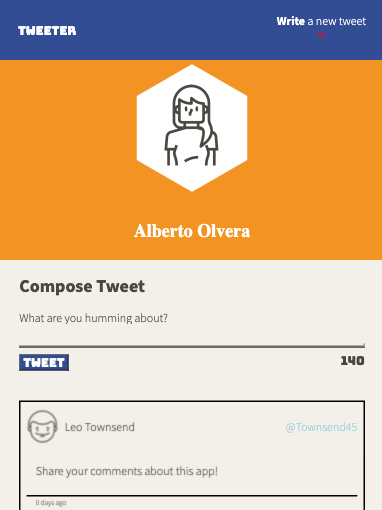 TWEETER
Write a new tweet
Alberto Olvera
Compose Tweet
What are you humming about?
TWEET
140
Leo Townsend
@Townsend45
Share your comments about this app!
0 days ago